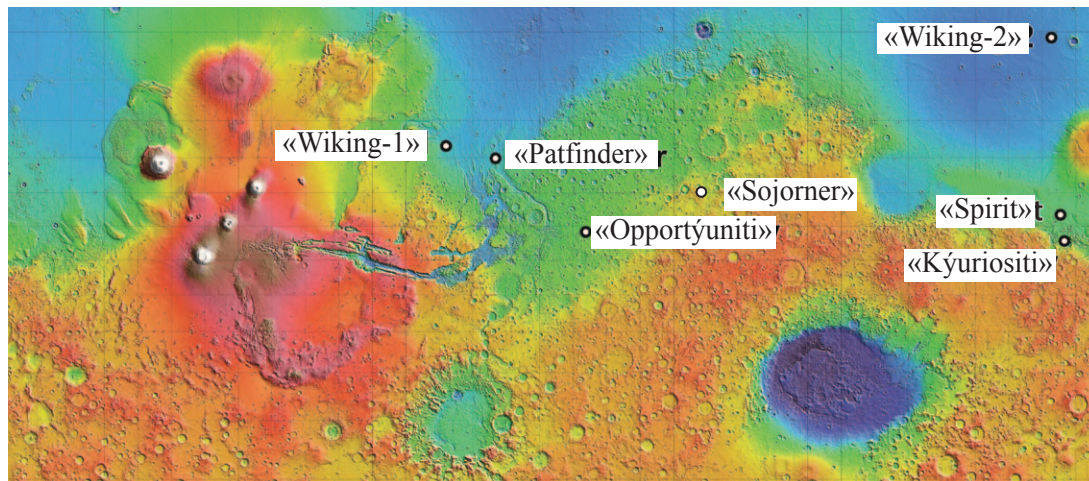 «Wiking-2»
«Wiking-1»
«Patfinder»
«Sojorner»
«Spirit»
«Opportýuniti»
«Kýuriositi»